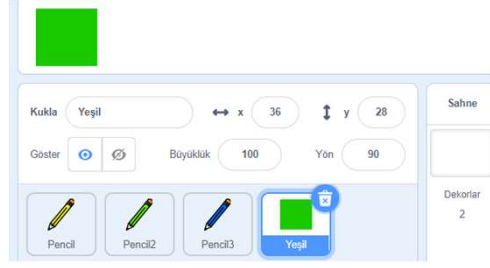 Kukla Yeşil x 36 y 28
Göster Büyüklük 100 Yön 90
Pencil Pencil2 Pencil3 Yeşil
Sahne
Dekorlar
2